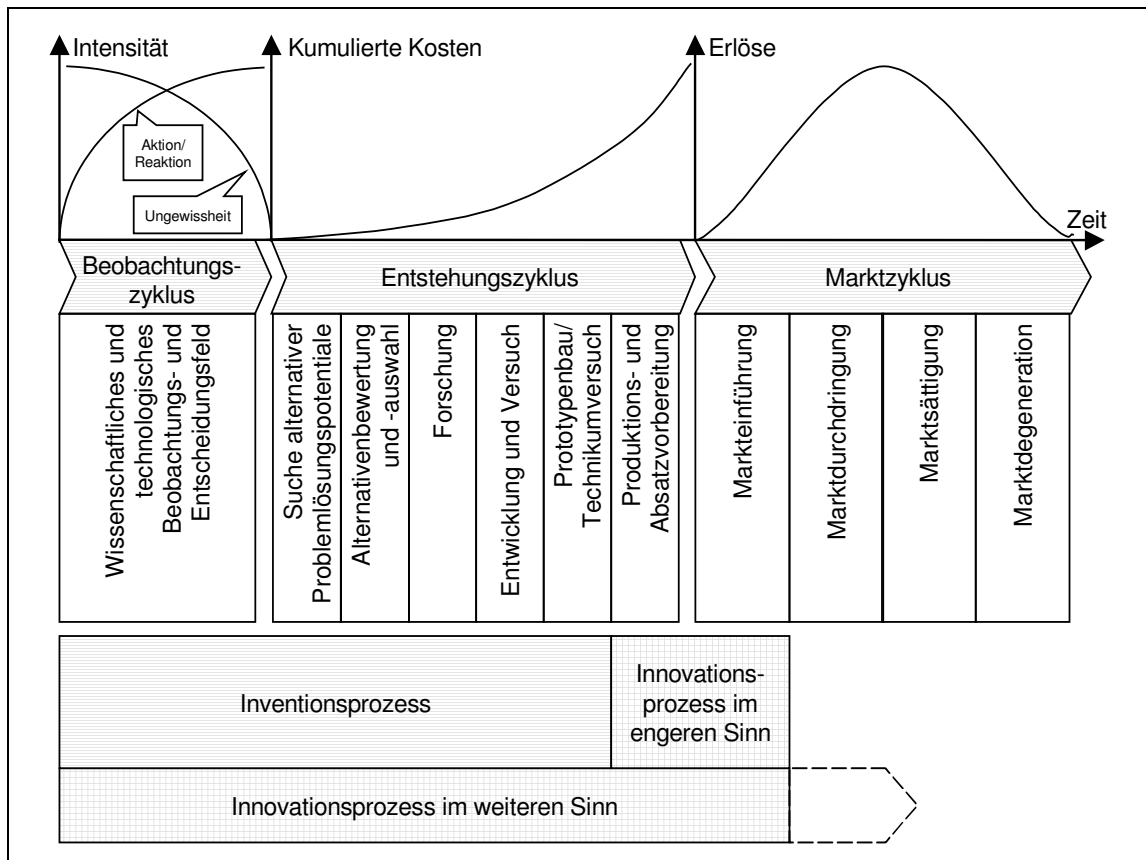 Intensität
Kumulierte Kosten
Erlöse
Aktion/
Reaktion
Ungewissheit
Zeit
Beobachtungs-
zyklus
Entstehungszyklus
Marktzyklus
Wissenschaftliches und
technologisches
Beobachtungs- und
Entscheidungsfeld
Suche alternativer
Problemlösungspotentiale
Alternativenbewertung
und -auswahl
Forschung
Entwicklung und Versuch
Prototypenbau/
Technikumversuch
Produktions- und
Absatzvorbereitung
Markteinführung
Marktdurchdringung
Marktsättigung
Marktdegeneration
Inventionsprozess
Innovations-
prozess im
engeren Sinn
Innovationsprozess im weiteren Sinn